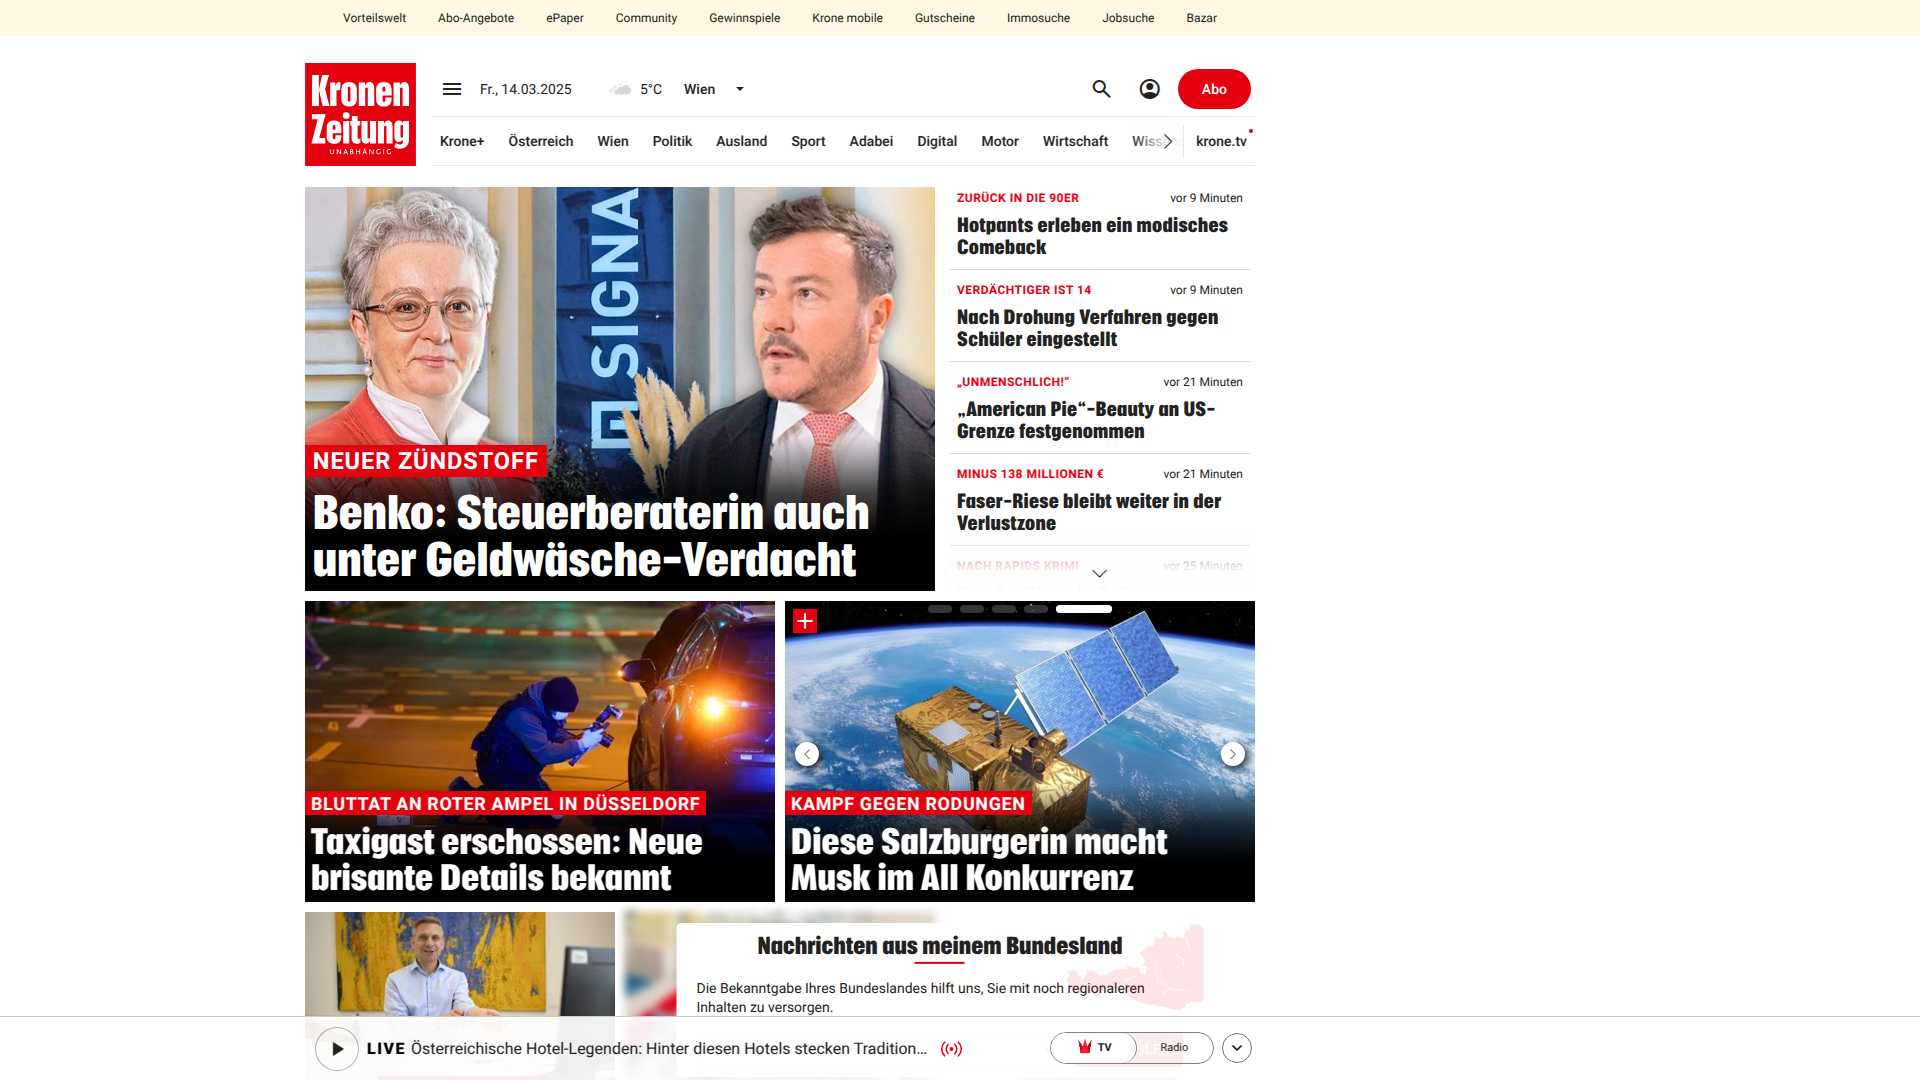 Vorteilswelt Abo-Angebote ePaper Community Gewinnspiele Krone mobile Gutscheine Immosuche Jobsuche Bazar
Kronen
Zeitung
UNABHÄNGIG
Fr., 14.03.2025 5°C Wien Abo
Krone+ Österreich Wien Politik Ausland Sport Adabei Digital Motor Wirtschaft Wiss krone.tv
SIGNA
NEUER ZÜNDSTOFF
Benko: Steuerberaterin auch
unter Geldwäsche-Verdacht
ZURÜCK IN DIE 90ER vor 9 Minuten
Hotpants erleben ein modisches
Comeback
VERDÄCHTIGER IST 14 vor 9 Minuten
Nach Drohung Verfahren gegen
Schüler eingestellt
„UNMENSCHLICH!“ vor 21 Minuten
„American Pie“-Beauty an US-
Grenze festgenommen
MINUS 138 MILLIONEN € vor 21 Minuten
Faser-Riese bleibt weiter in der
Verlustzone
NACH RAPIDS KRIMI vor 25 Minuten
BLUTTAT AN ROTER AMPEL IN DÜSSELDORF
Taxigast erschossen: Neue
brisante Details bekannt
KAMPF GEGEN RODUNGEN
Diese Salzburgerin macht
Musk im All Konkurrenz
Nachrichten aus meinem Bundesland
Die Bekanntgabe Ihres Bundeslandes hilft uns, Sie mit noch regionaleren
Inhalten zu versorgen.
LIVE Österreichische Hotel-Legenden: Hinter diesen Hotels stecken Tradition... TV Radio